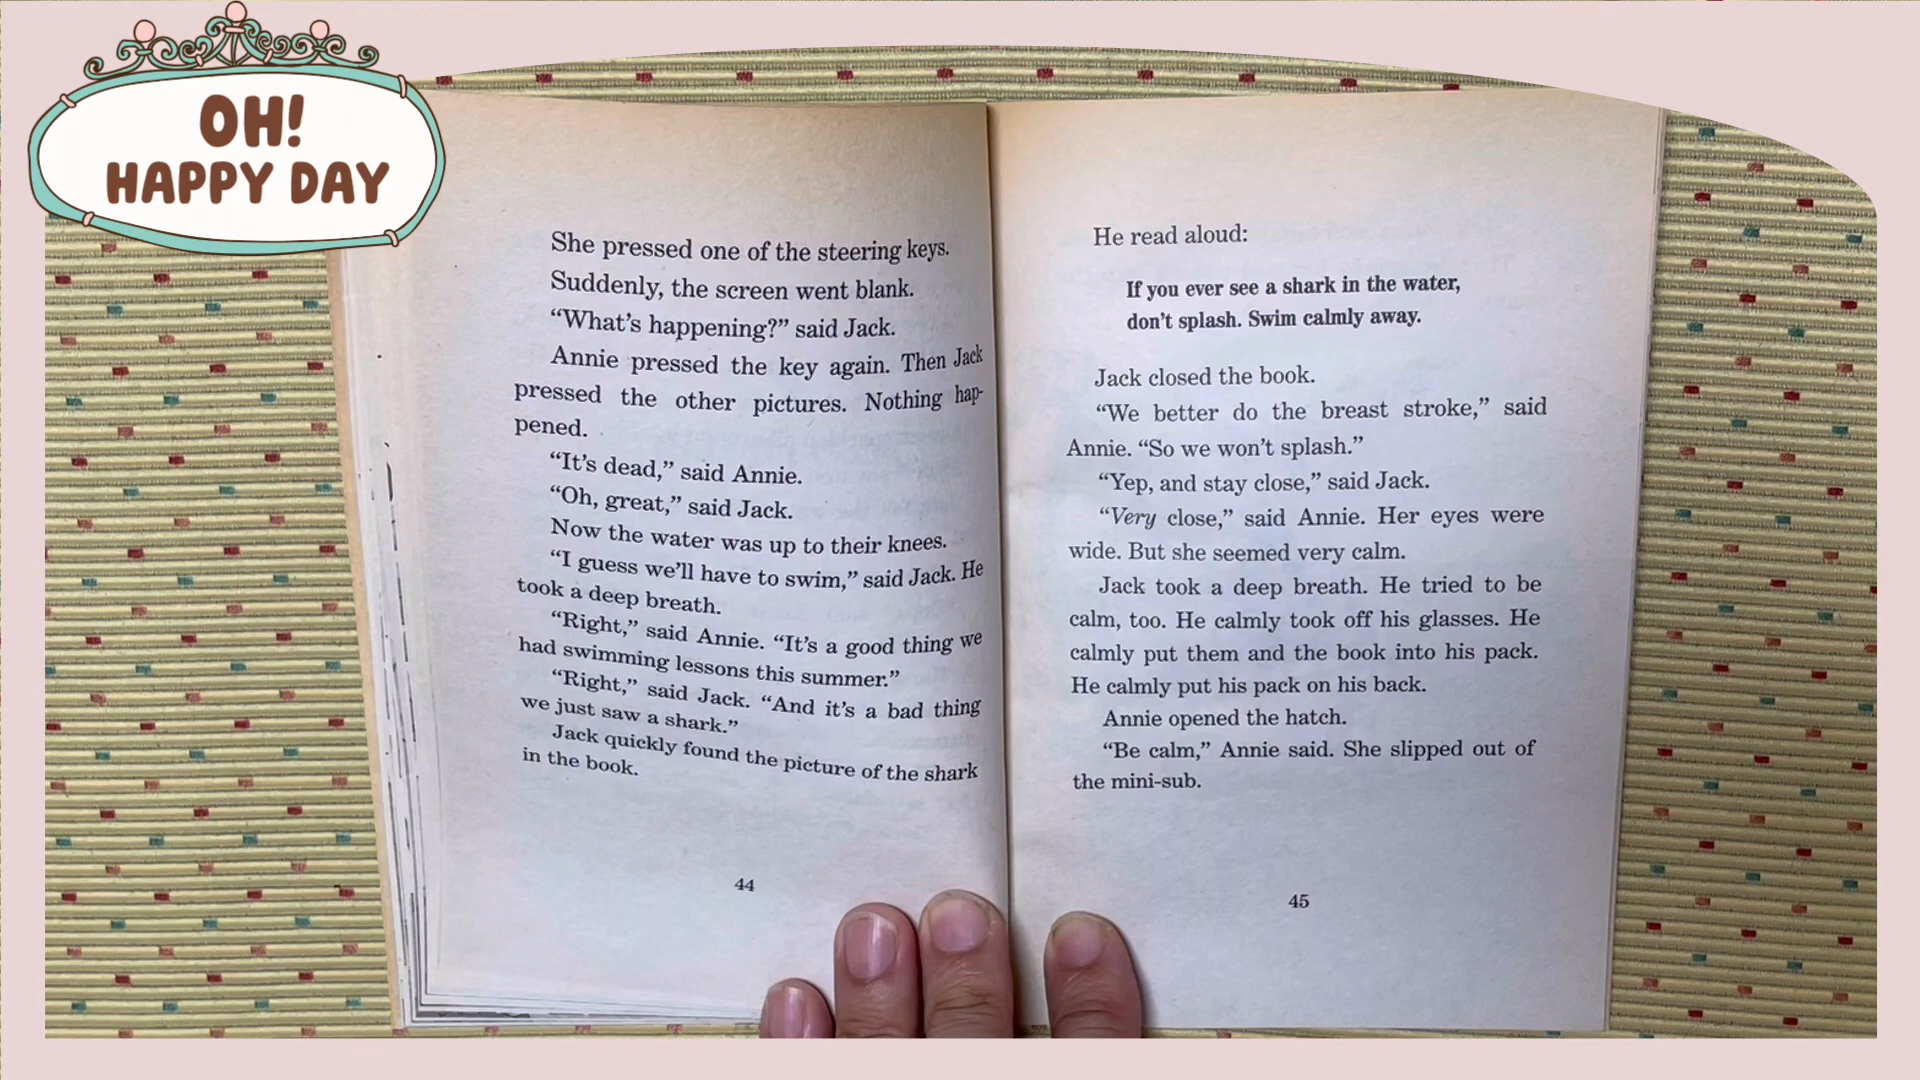 OH!
HAPPY DAY
She pressed one of the steering keys.
Suddenly, the screen went blank.
“What’s happening?” said Jack.
Annie pressed the key again. Then Jack
pressed the other pictures. Nothing hap-
pened.
“It’s dead,” said Annie.
“Oh, great,” said Jack.
Now the water was up to their knees.
“I guess we’ll have to swim,” said Jack. He
took a deep breath.
“Right,” said Annie. “It’s a good thing we
had swimming lessons this summer.”
“Right,” said Jack. “And it’s a bad thing
we just saw a shark.”
Jack quickly found the picture of the shark
in the book.
44
He read aloud:
If you ever see a shark in the water,
don’t splash. Swim calmly away.
Jack closed the book.
“We better do the breast stroke,” said
Annie. “So we won’t splash.”
“Yep, and stay close,” said Jack.
“Very close,” said Annie. Her eyes were
wide. But she seemed very calm.
Jack took a deep breath. He tried to be
calm, too. He calmly took off his glasses. He
calmly put them and the book into his pack.
He calmly put his pack on his back.
Annie opened the hatch.
“Be calm,” Annie said. She slipped out of
the mini-sub.
45